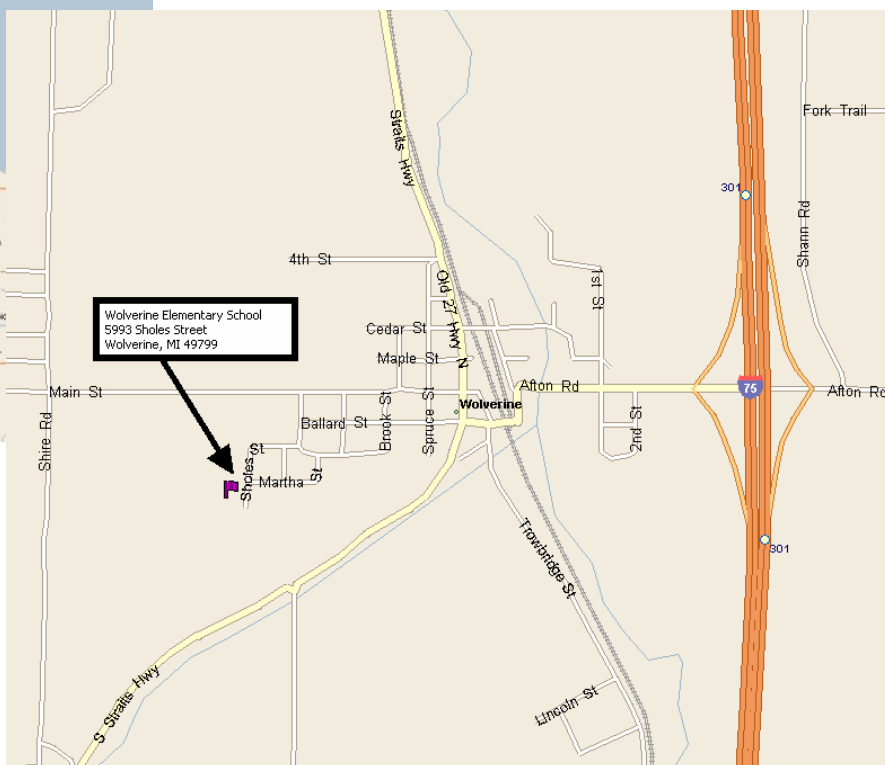 Straits Hwy
Fork Trail
301
Shann Rd
4th St
Old 27 Hwy N
1st St
Wolverine Elementary School
5993 Sholes Street
Wolverine, MI 49799
Cedar St
Maple St
Main St
Afton Rd
75
Afton Rd
Wolverine
Shire Rd
Ballard St
Brook St
Spruce St
2nd St
Sholes St
Martha St
301
Trowbridge St
Lincoln St
S Straits Hwy